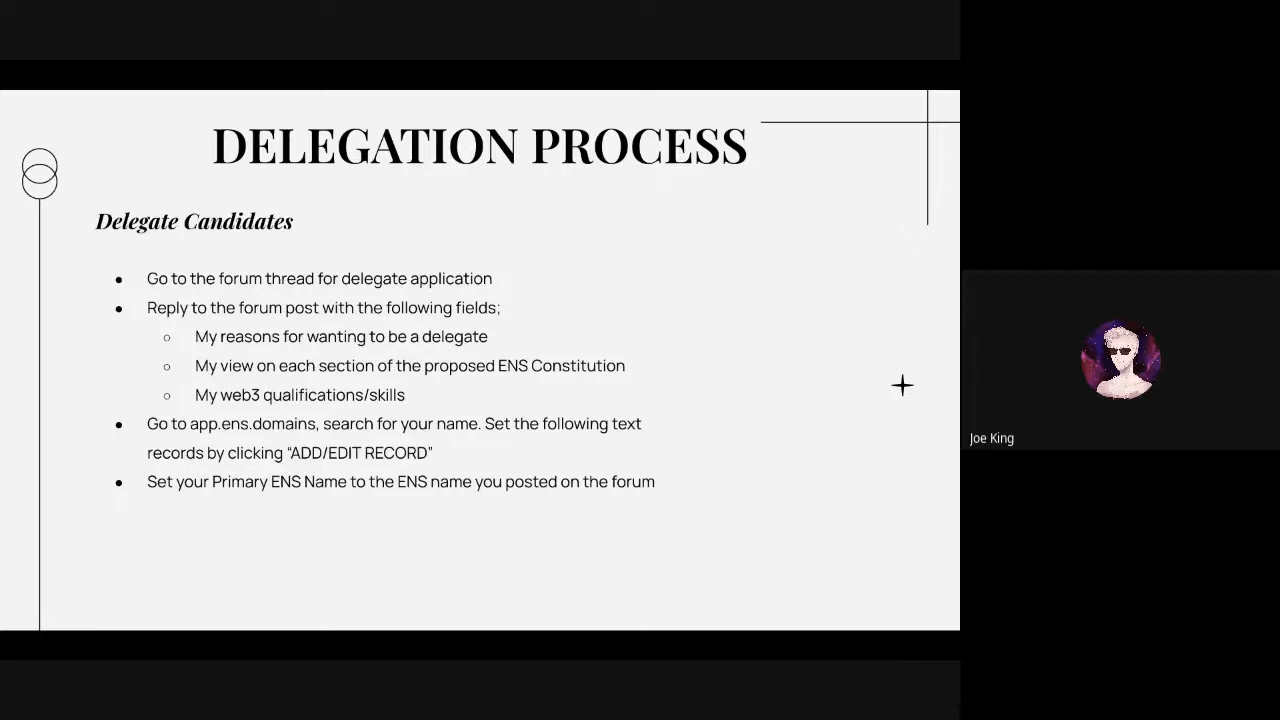 DELEGATION PROCESS
Delegate Candidates
● Go to the forum thread for delegate application
● Reply to the forum post with the following fields;
○ My reasons for wanting to be a delegate
○ My view on each section of the proposed ENS Constitution
○ My web3 qualifications/skills
● Go to app.ens.domains, search for your name. Set the following text
records by clicking “ADD/EDIT RECORD”
● Set your Primary ENS Name to the ENS name you posted on the forum
Joe King